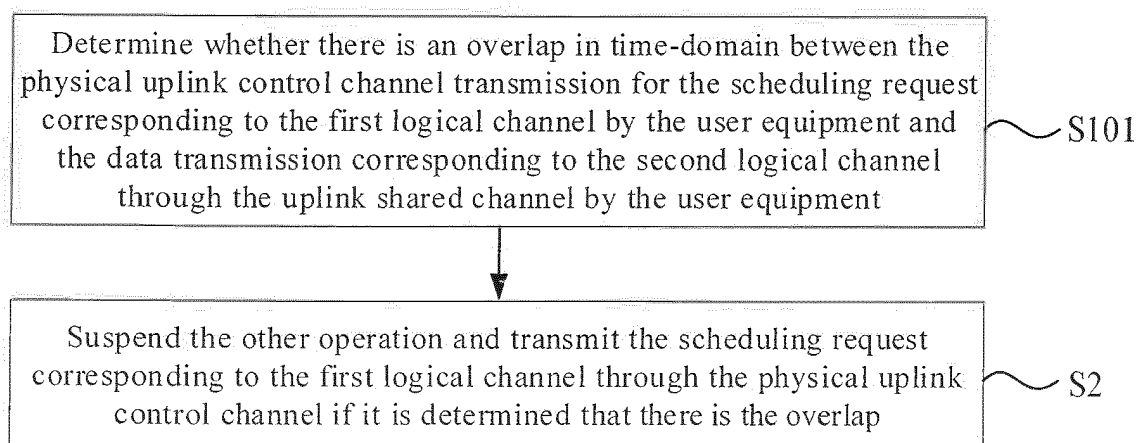 Determine whether there is an overlap in time-domain between the
physical uplink control channel transmission for the scheduling request
corresponding to the first logical channel by the user equipment and
the data transmission corresponding to the second logical channel
through the uplink shared channel by the user equipment
S101
Suspend the other operation and transmit the scheduling request
corresponding to the first logical channel through the physical uplink
control channel if it is determined that there is the overlap
S2